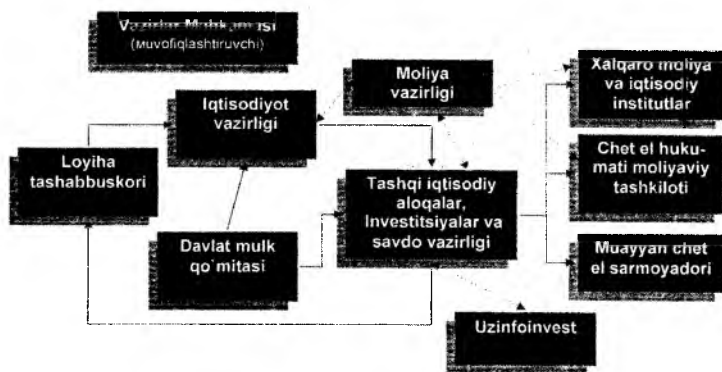 Vazirlar Mahkamasi
(muvofiqlashtiruvchi)
Moliya
vazirligi
Xalqaro moliya
va iqtisodiy
institutlar
Iqtisodiyot
vazirligi
Loyiha
tashabbuskori
Chet el huku-
mati moliyaviy
tashkiloti
Tashqi iqtisodiy
aloqalar,
Investitsiyalar va
savdo vazirligi
Davlat mulk
qo`mitasi
Muayyan chet
el sarmoyadori
Uzinfoinvest